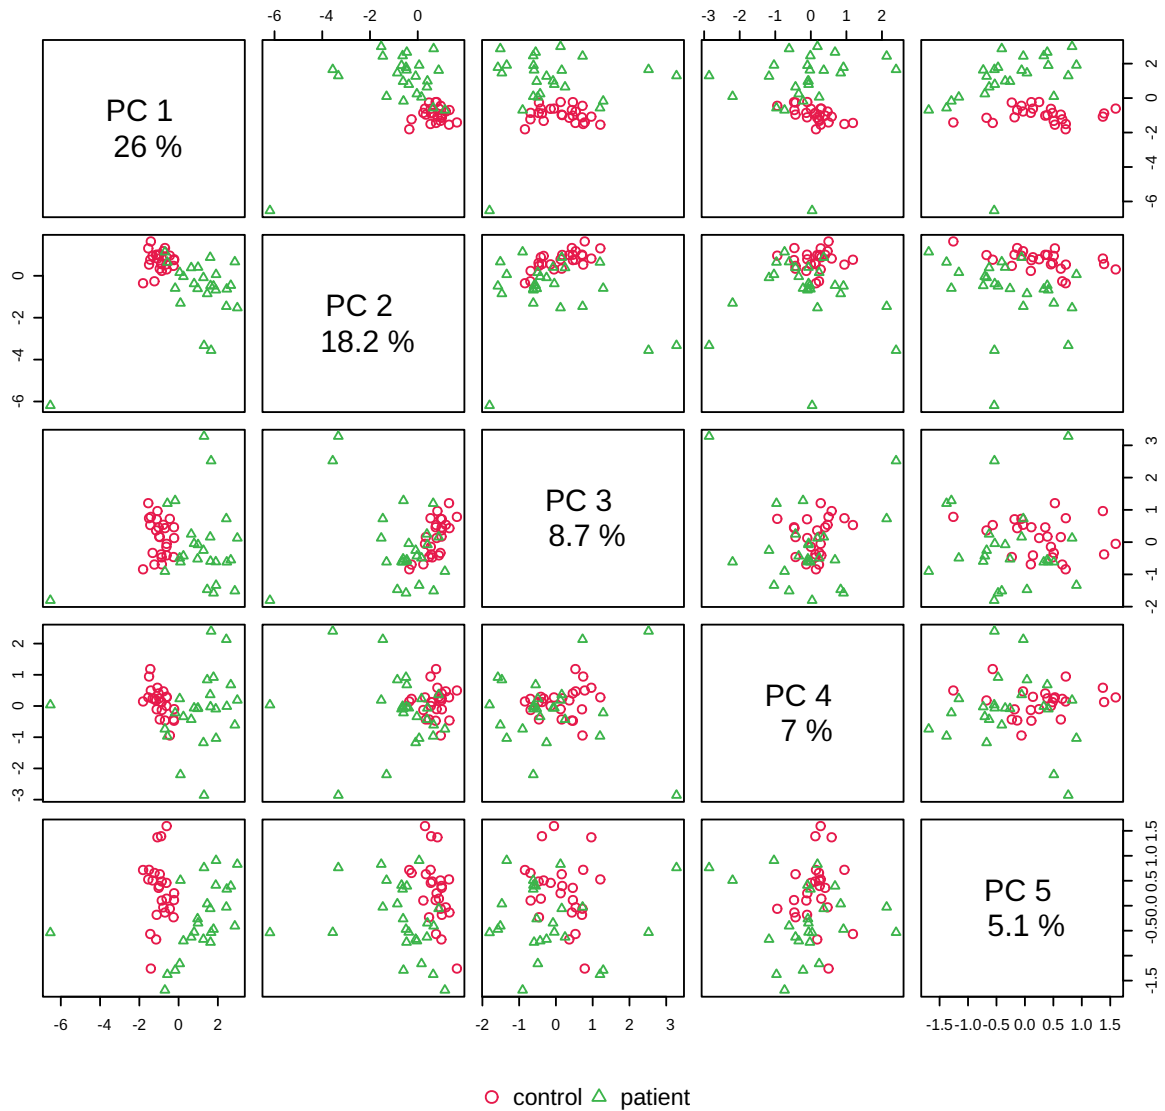 -6 -4 -2 0 -3 -2 -1 0 1 2
PC 1
26 %
2 0 -2 -4 -6
0 -2 -4 -6
PC 2
18.2 %
PC 3
8.7 %
3 2 1 0 -1 -2
2 1 0 -1 -2 -3
PC 4
7 %
PC 5
5.1 %
1.5 1.0 0.5 0.0 -0.5 -1.5
-6 -4 -2 0 2 -2 -1 0 1 2 3 -1.5 -1.0 -0.5 0.0 0.5 1.0 1.5
control patient